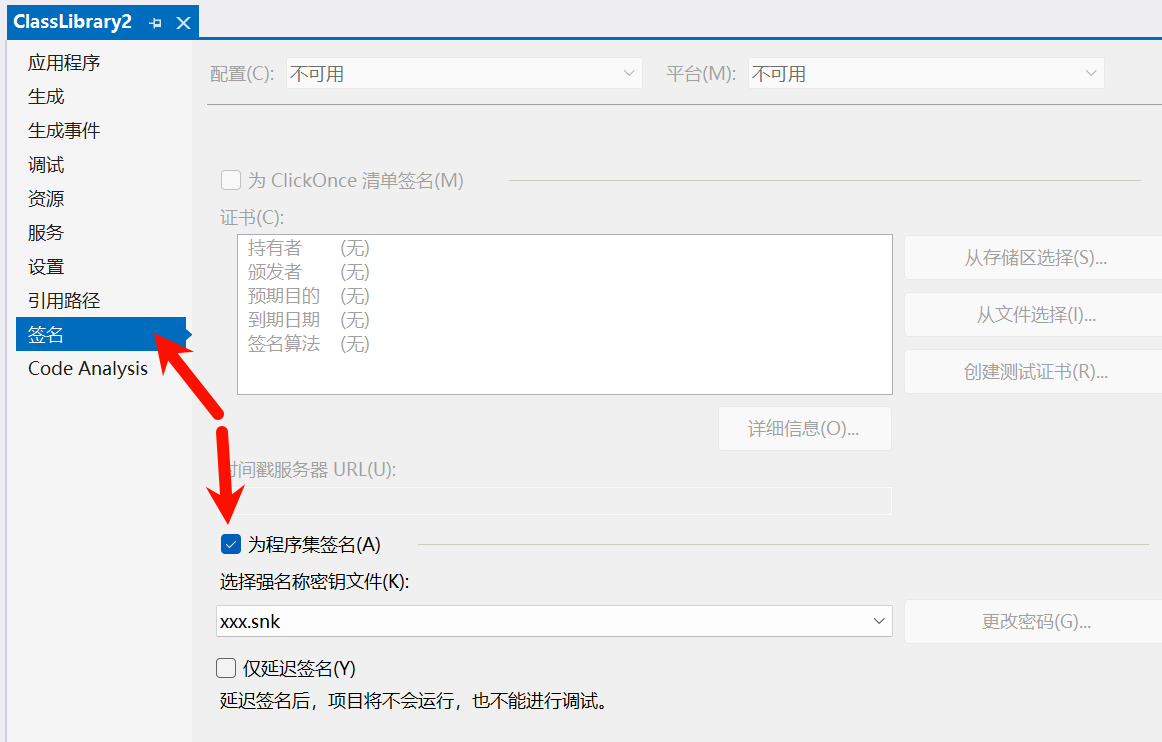 ClassLibrary2
应用程序
生成
生成事件
调试
资源
服务
设置
引用路径
签名
Code Analysis
配置(C): 不可用 平台(M): 不可用
为 ClickOnce 清单签名(M)
证书(C):
持有者 (无)
颁发者 (无)
预期目的 (无)
到期日期 (无)
签名算法 (无)
从存储区选择(S)...
从文件选择(I)...
创建测试证书(R)...
详细信息(O)...
时间戳服务器 URL(U):
为程序集签名(A)
选择强名称密钥文件(K):
xxx.snk
更改密码(G)...
仅延迟签名(Y)
延迟签名后，项目将不会运行，也不能进行调试。